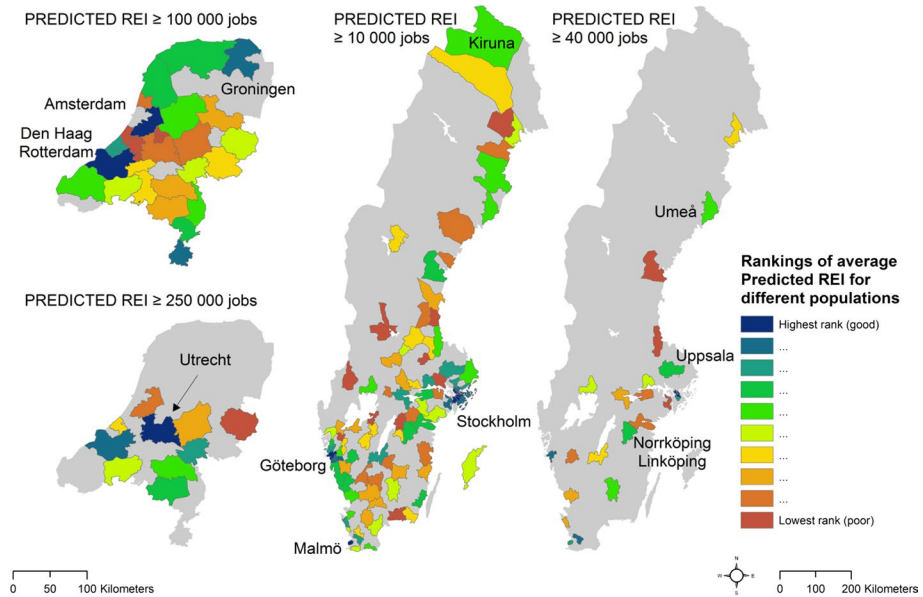 PREDICTED REI ≥ 100 000 jobs
Groningen
Amsterdam
Den Haag
Rotterdam
PREDICTED REI ≥ 250 000 jobs
Utrecht
0 50 100 Kilometers
PREDICTED REI
≥ 10 000 jobs
Kiruna
Stockholm
Göteborg
Malmö
PREDICTED REI
≥ 40 000 jobs
Umeå
Uppsala
Norrköping
Linköping
Rankings of average
Predicted REI for
different populations
Highest rank (good)
...
...
...
...
...
...
...
...
Lowest rank (poor)
N
W E
S
0 100 200 Kilometers